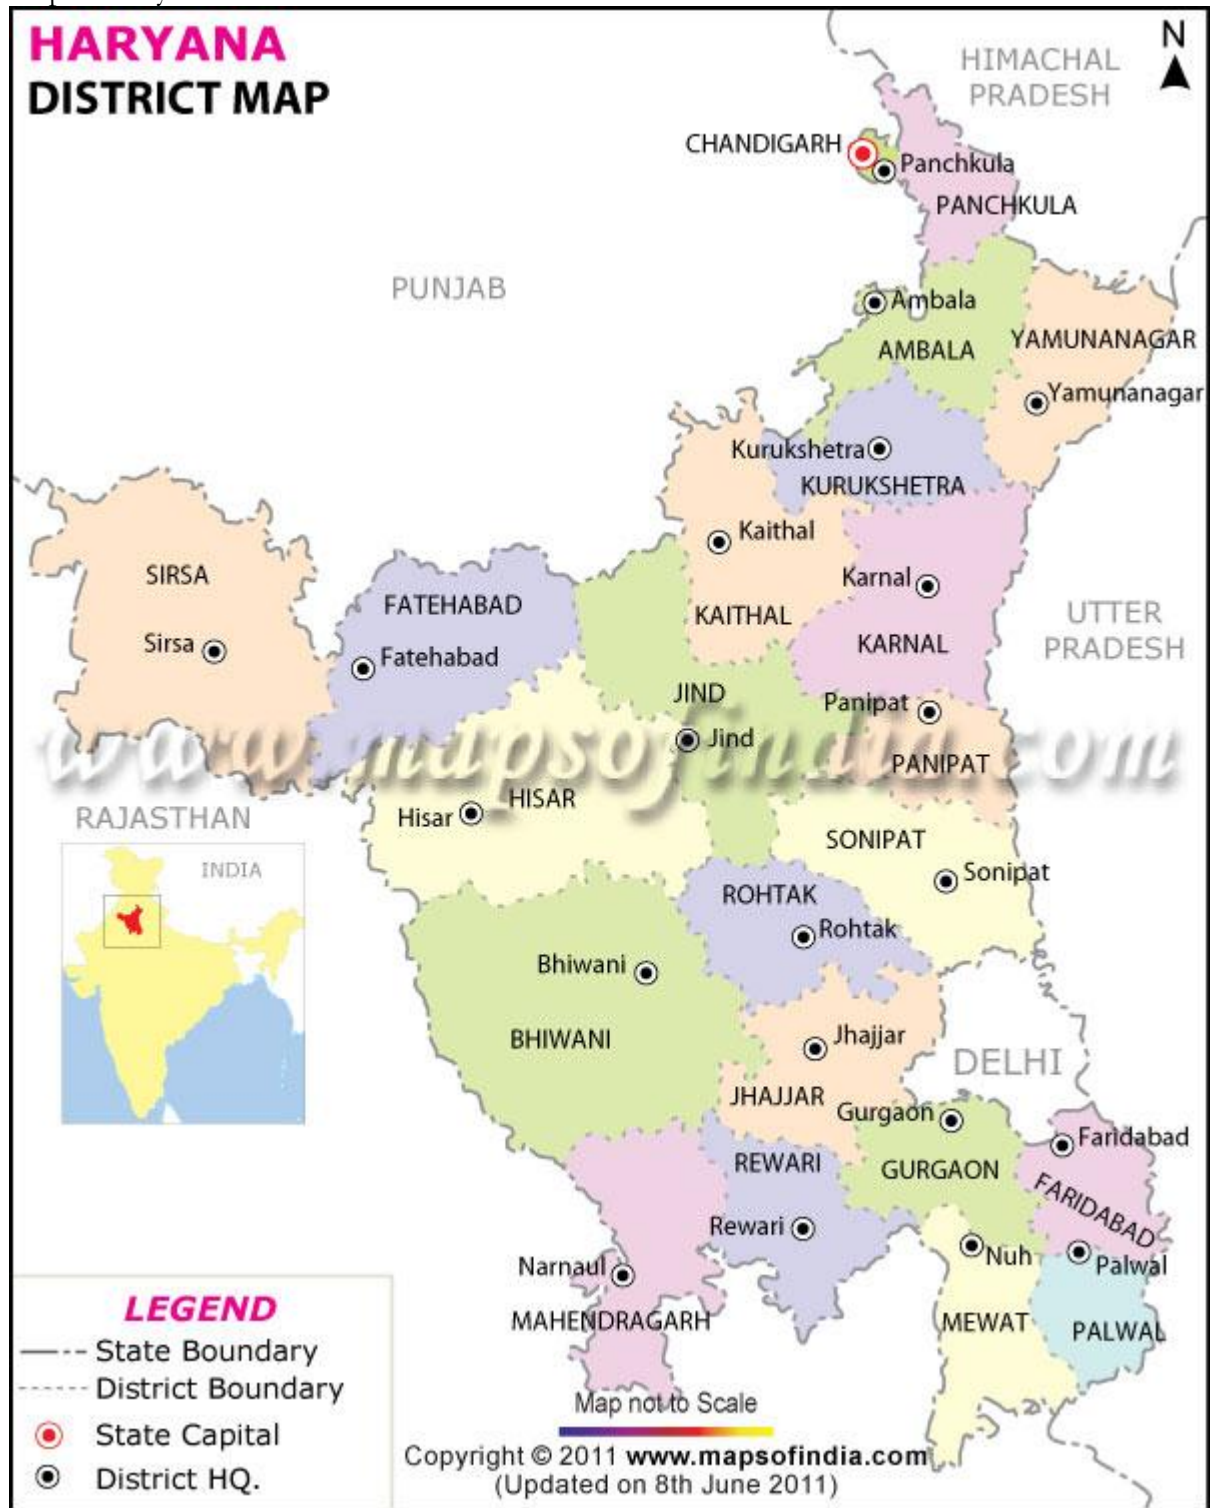 HARYANA
DISTRICT MAP
N
HIMACHAL
PRADESH
CHANDIGARH
Panchkula
PANCHKULA
PUNJAB
Ambala
AMBALA
YAMUNANAGAR
Yamunanagar
Kurukshetra
KURUKSHETRA
Kaithal
KAITHAL
Karnal
KARNAL
UTTER
PRADESH
SIRSA
Sirsa
FATEHABAD
Fatehabad
JIND
Jind
Panipat
PANIPAT
www.mapsofindia.com
HISAR
Hisar
RAJASTHAN
INDIA
SONIPAT
Sonipat
ROHTAK
Rohtak
Bhiwani
BHIWANI
Jhajjar
JHAJJAR
DELHI
Gurgaon
GURGAON
Faridabad
FARIDABAD
REWARI
Rewari
Narnaul
MAHENDRAGARH
Nuh
MEWAT
Palwal
PALWAL
LEGEND
State Boundary
District Boundary
State Capital
District HQ.
Map not to Scale
Copyright © 2011 www.mapsofindia.com
(Updated on 8th June 2011)